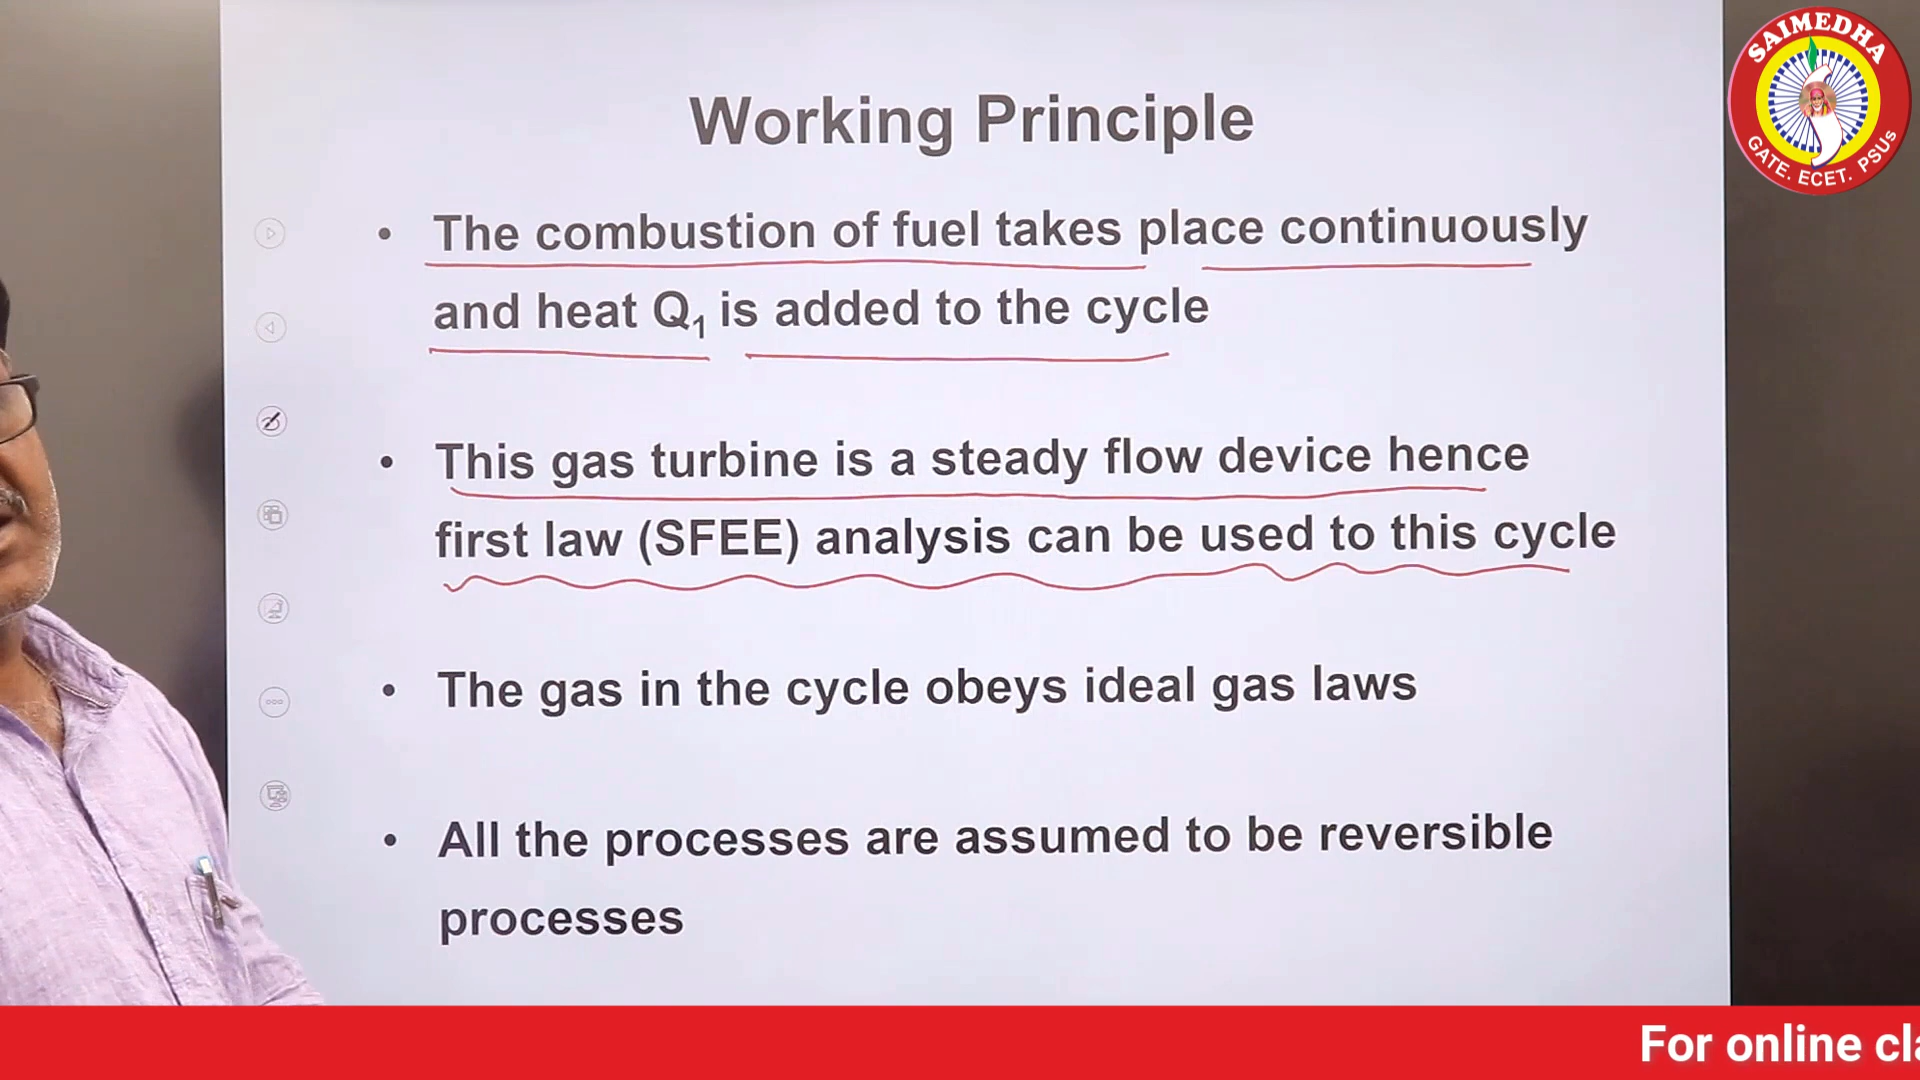 SAIMEDHA
GATE. ECET. PSUs
Working Principle
• The combustion of fuel takes place continuously
and heat Q₁ is added to the cycle
• This gas turbine is a steady flow device hence
first law (SFEE) analysis can be used to this cycle
• The gas in the cycle obeys ideal gas laws
• All the processes are assumed to be reversible
processes
For online cla